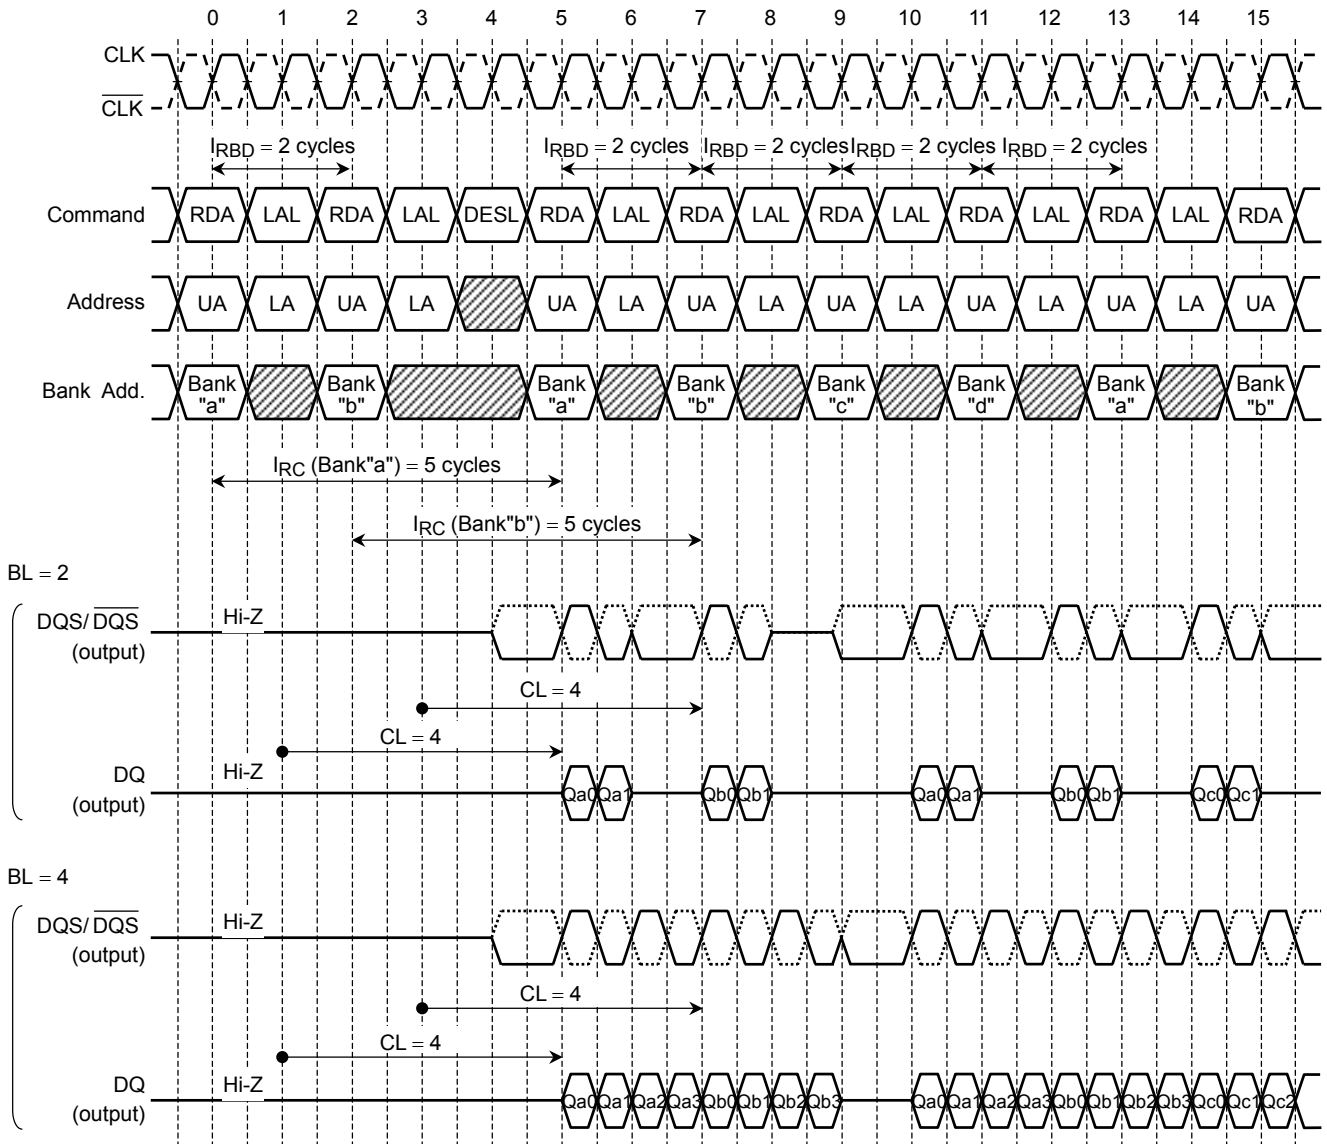 0 1 2 3 4 5 6 7 8 9 10 11 12 13 14 15
CLK
CLK
IRBD = 2 cycles IRBD = 2 cycles IRBD = 2 cycles IRBD = 2 cycles IRBD = 2 cycles
Command RDA LAL RDA LAL DESL RDA LAL RDA LAL RDA LAL RDA LAL RDA LAL RDA
Address UA LA UA LA UA LA UA LA UA LA UA LA UA LA UA
Bank Add. Bank "a" Bank "b" Bank "a" Bank "b" Bank "c" Bank "d" Bank "a" Bank "b"
IRC (Bank"a") = 5 cycles
IRC (Bank"b") = 5 cycles
BL = 2
DQS/DQS Hi-Z
(output)
CL = 4
CL = 4
DQ Hi-Z Qa0 Qa1 Qb0 Qb1 Qa0 Qa1 Qb0 Qb1 Qc0 Qc1
(output)
BL = 4
DQS/DQS Hi-Z
(output)
CL = 4
CL = 4
DQ Hi-Z Qa0 Qa1 Qa2 Qa3 Qb0 Qb1 Qb2 Qb3 Qa0 Qa1 Qa2 Qa3 Qb0 Qb1 Qb2 Qb3 Qc0 Qc1 Qc2
(output)